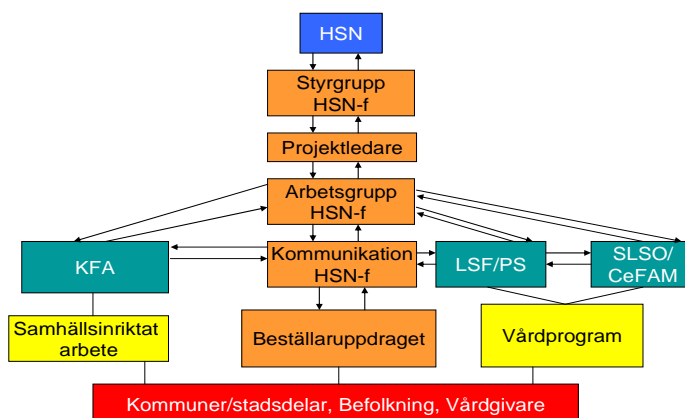 HSN
Styrgrupp
HSN-f
Projektledare
Arbetsgrupp
HSN-f
KFA
Kommunikation
HSN-f
LSF/PS
SLSO/
CeFAM
Samhällsinriktat
arbete
Beställaruppdraget
Vårdprogram
Kommuner/stadsdelar, Befolkning, Vårdgivare